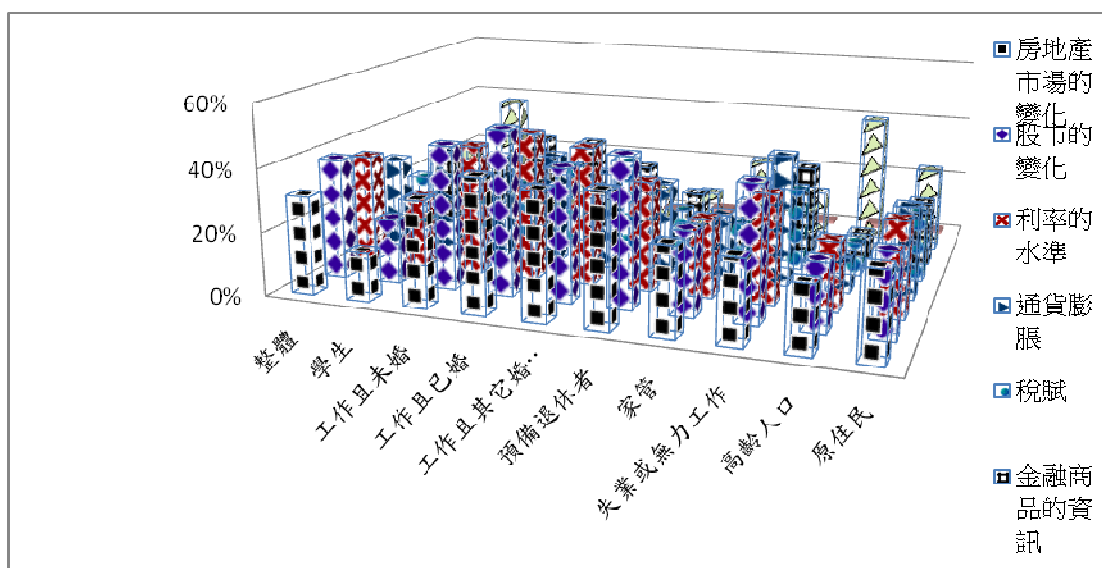 60%
40%
20%
0%
整體
學生
工作且未婚
工作且已婚
工作且其它婚…
預備退休者
家管
失業或無力工作
高齡人口
原住民
房地產
市場的
變化
股市的
變化
利率的
水準
通貨膨
脹
稅賦
金融商
品的資
訊